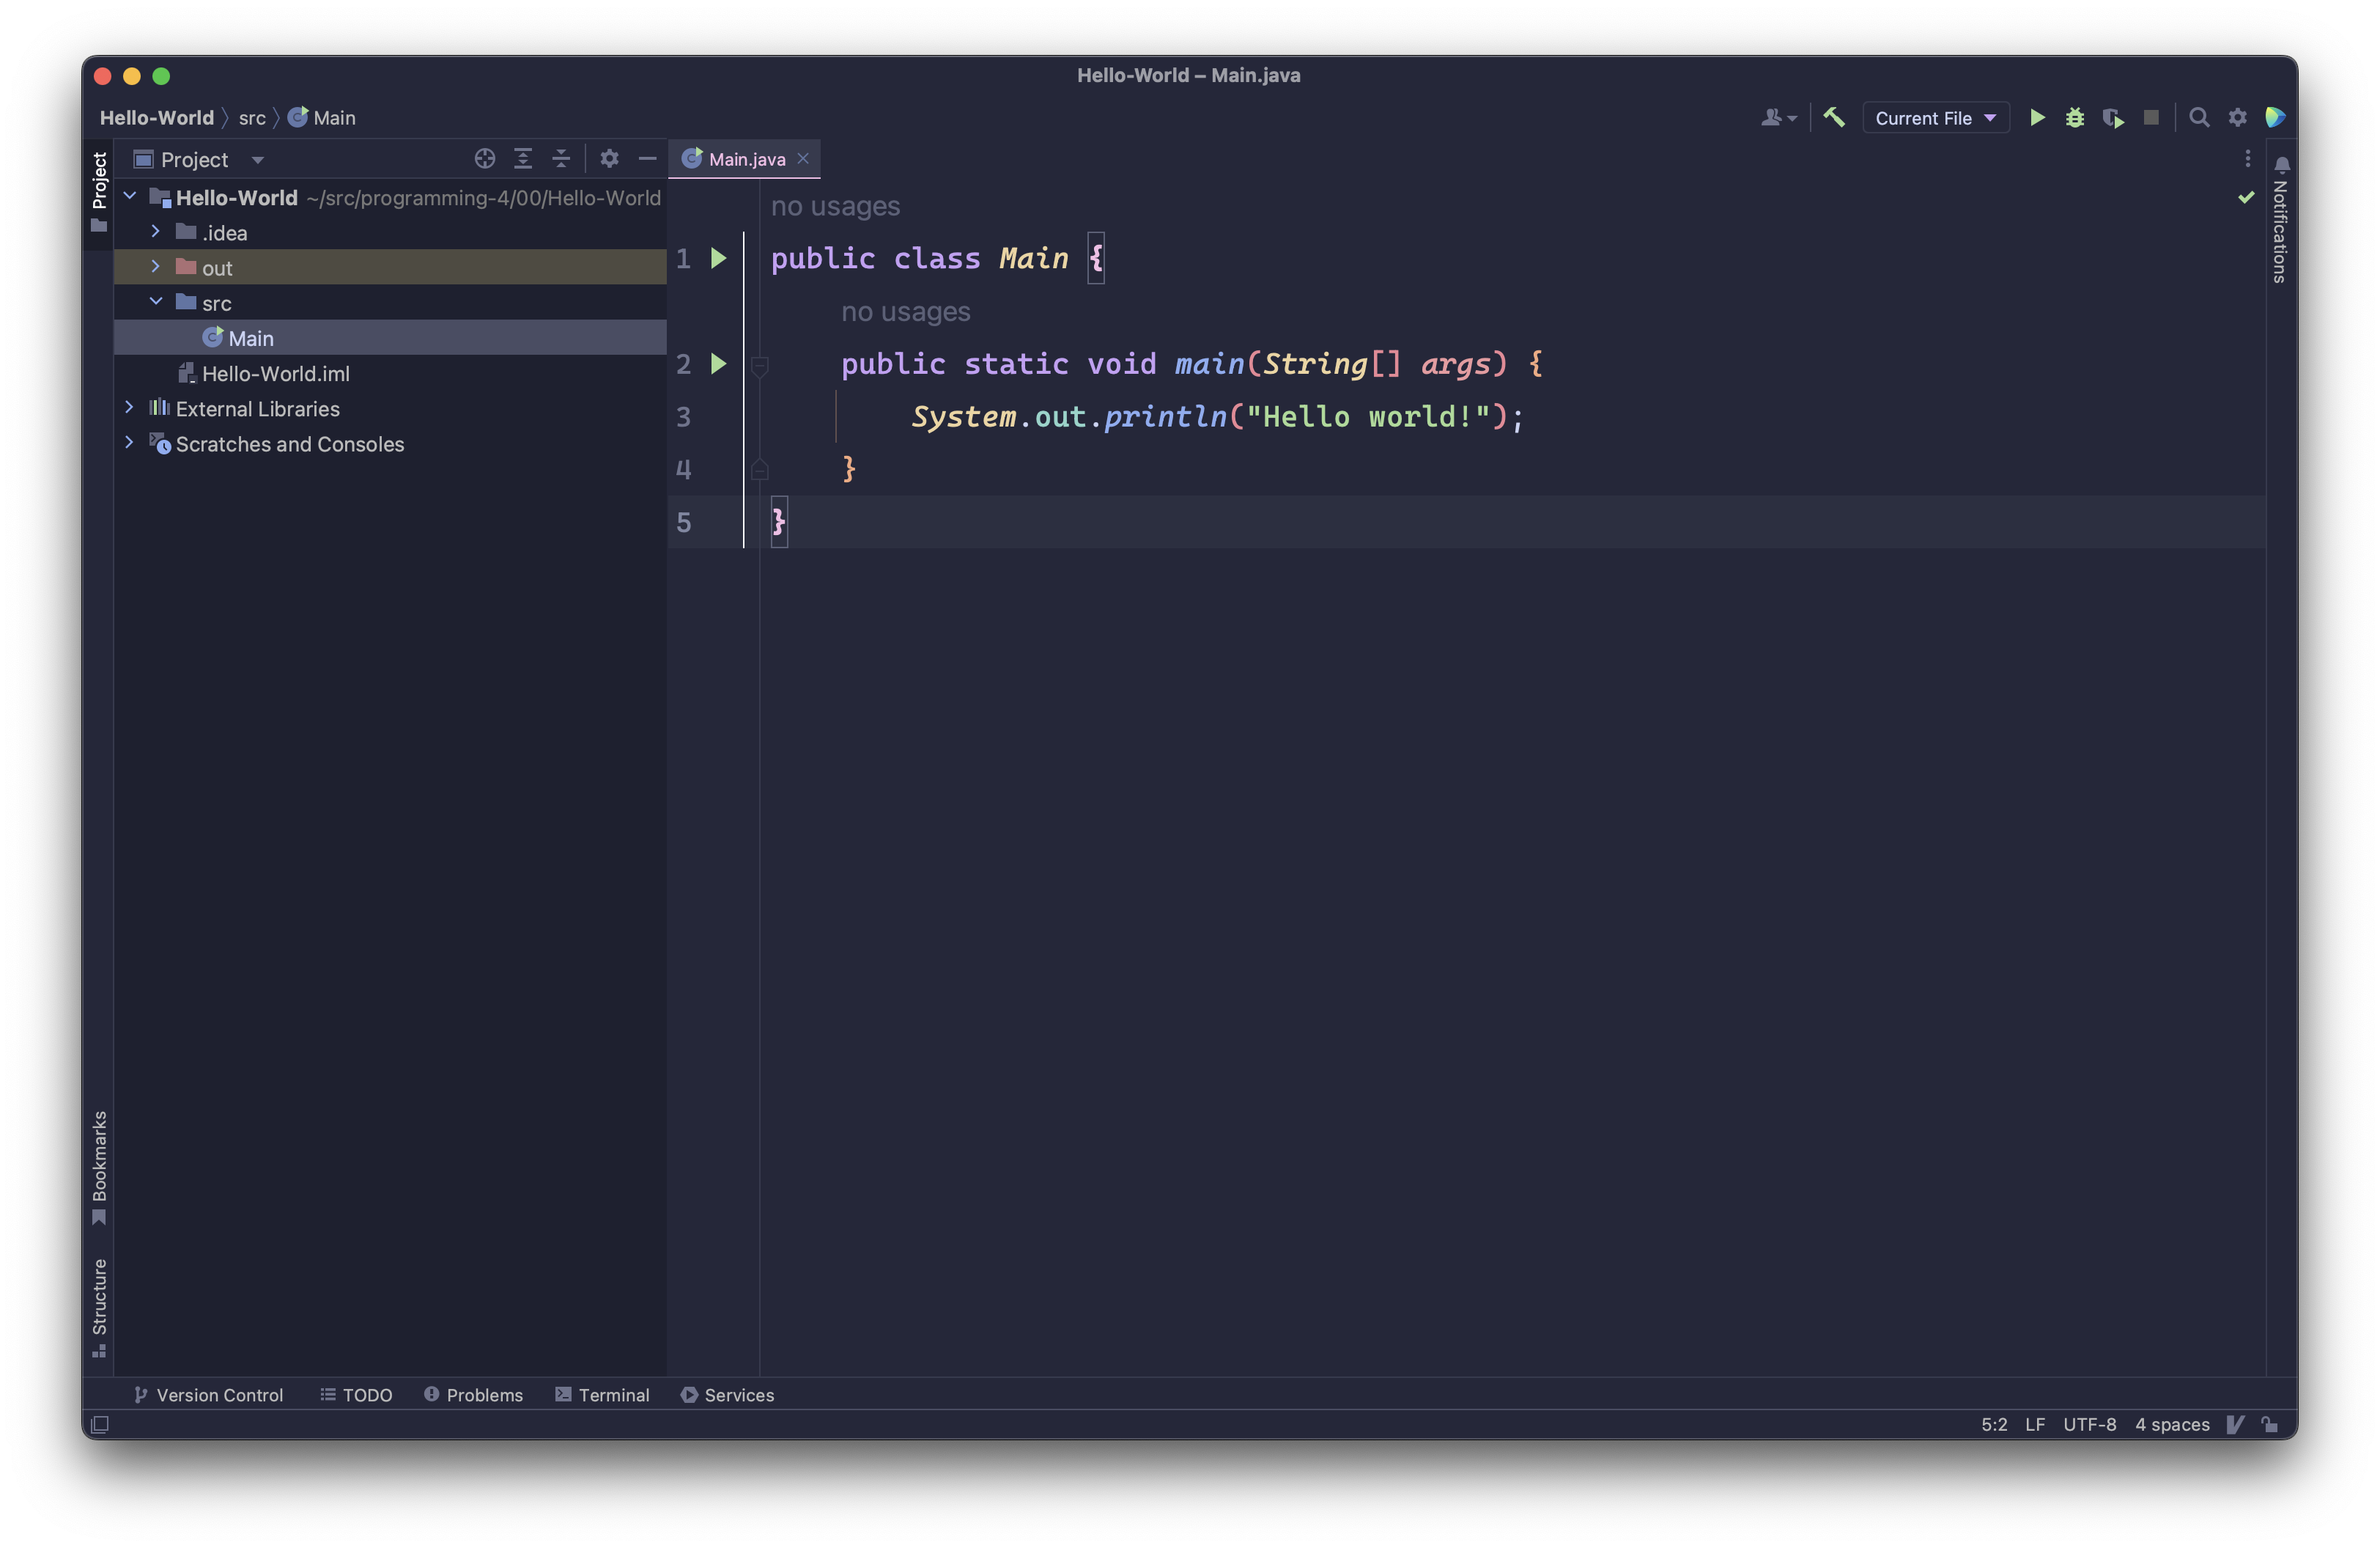 Hello-World – Main.java
Hello-World src Main
Current File
Project
Project
Main.java
Hello-World ~/src/programming-4/00/Hello-World
.idea
out
src
Main
Hello-World.iml
External Libraries
Scratches and Consoles
no usages
1 public class Main {
no usages
2 public static void main(String[] args) {
3 System.out.println("Hello world!");
4 }
5 }
Notifications
Bookmarks
Structure
Version Control TODO Problems Terminal Services
5:2 LF UTF-8 4 spaces